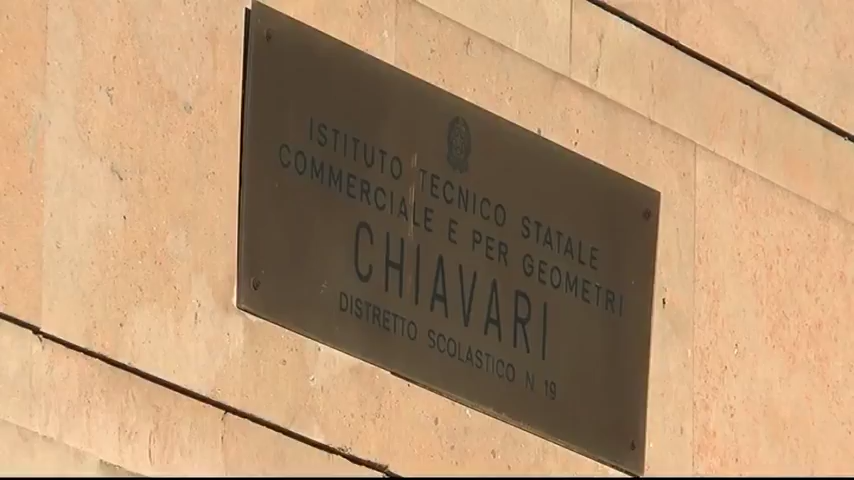 ISTITUTO TECNICO STATALE
COMMERCIALE E PER GEOMETRI
CHIAVARI
DISTRETTO SCOLASTICO N. 19